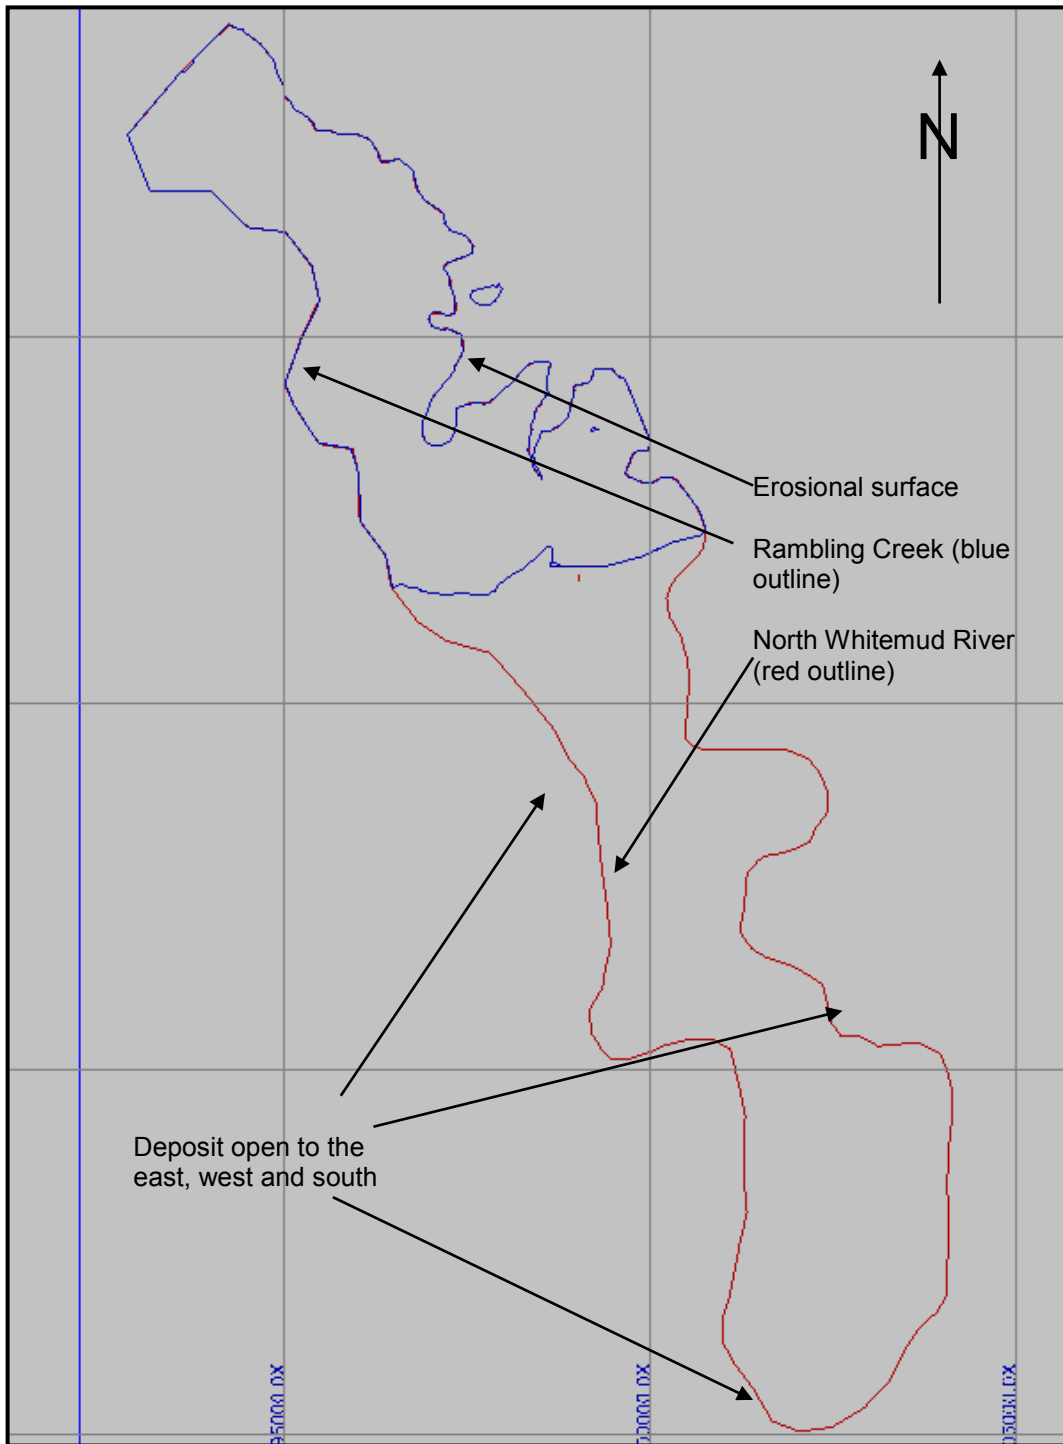 N
Erosional surface
Rambling Creek (blue
outline)
North Whitemud River
(red outline)
Deposit open to the
east, west and south